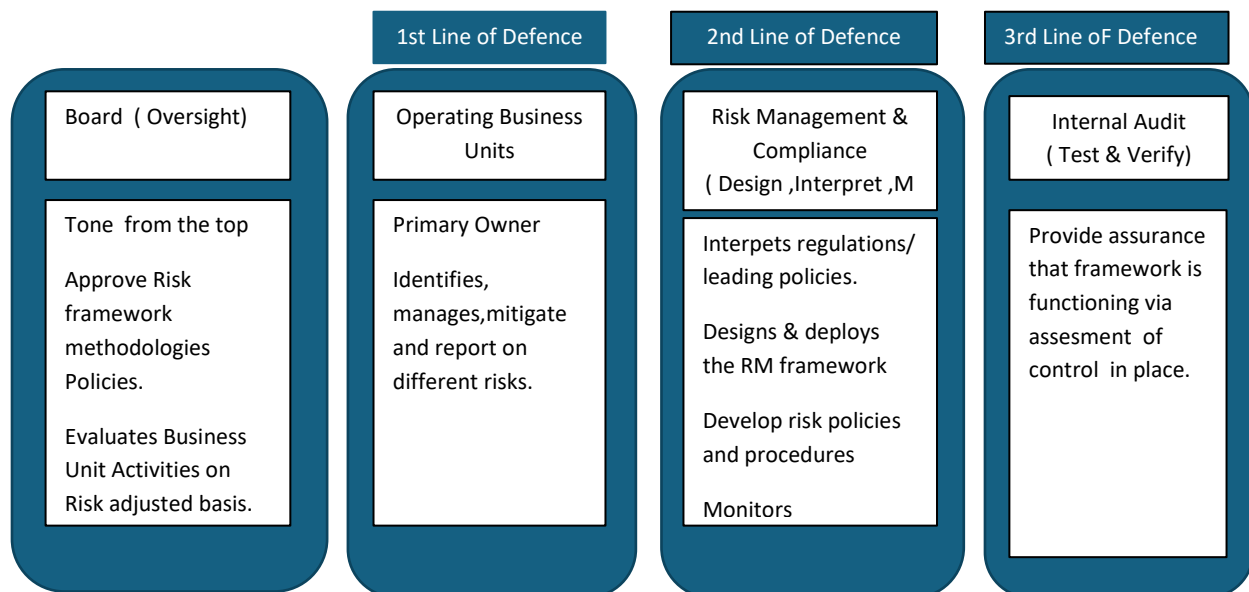 1st Line of Defence
2nd Line of Defence
3rd Line oF Defence
Board ( Oversight)
Tone from the top
Approve Risk
framework
methodologies
Policies.
Evaluates Business
Unit Activities on
Risk adjusted basis.
Operating Business
Units
Primary Owner
Identifies,
manages,mitigate
and report on
different risks.
Risk Management &
Compliance
( Design ,Interpret ,M
Interpets regulations/
leading policies.
Designs & deploys
the RM framework
Develop risk policies
and procedures
Monitors
Internal Audit
( Test & Verify)
Provide assurance
that framework is
functioning via
assesment of
control in place.